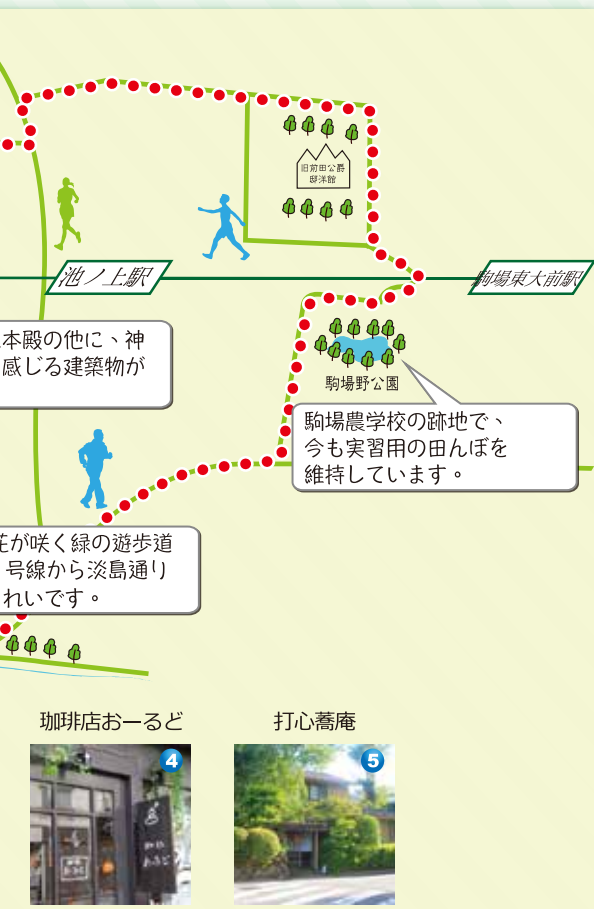 旧前田公爵
邸洋館
池ノ上駅
駒場東大前駅
本殿の他に、神
感じる建築物が
駒場野公園
駒場農学校の跡地で、
今も実習用の田んぼを
維持しています。
花が咲く緑の遊歩道
号線から淡島通り
れいです。
珈琲店おーるど
打心蕎庵
4
5